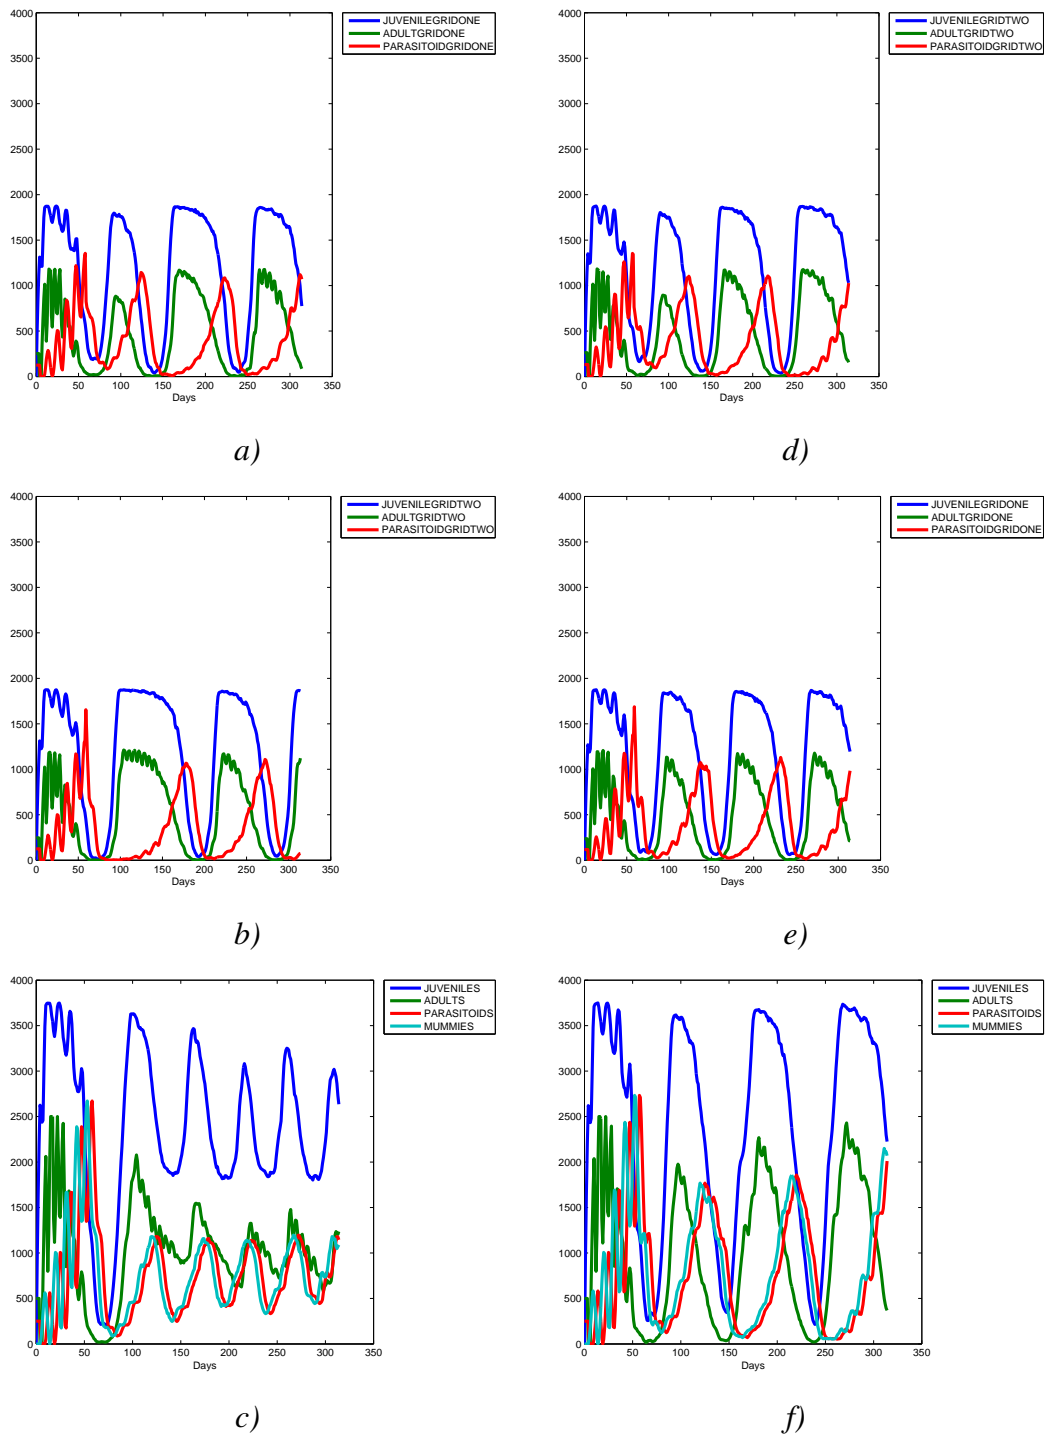 JUVENILEGRIDONE
ADULTGRIDONE
PARASITOIDGRIDONE
4000
3500
3000
2500
2000
1500
1000
500
0
0 50 100 150 200 250 300 350
Days
a)
JUVENILEGRIDTWO
ADULTGRIDTWO
PARASITOIDGRIDTWO
4000
3500
3000
2500
2000
1500
1000
500
0
0 50 100 150 200 250 300 350
Days
d)
JUVENILEGRIDTWO
ADULTGRIDTWO
PARASITOIDGRIDTWO
4000
3500
3000
2500
2000
1500
1000
500
0
0 50 100 150 200 250 300 350
Days
b)
JUVENILEGRIDONE
ADULTGRIDONE
PARASITOIDGRIDONE
4000
3500
3000
2500
2000
1500
1000
500
0
0 50 100 150 200 250 300 350
Days
e)
JUVENILES
ADULTS
PARASITOIDS
MUMMIES
4000
3500
3000
2500
2000
1500
1000
500
0
0 50 100 150 200 250 300 350
Days
c)
JUVENILES
ADULTS
PARASITOIDS
MUMMIES
4000
3500
3000
2500
2000
1500
1000
500
0
0 50 100 150 200 250 300 350
Days
f)